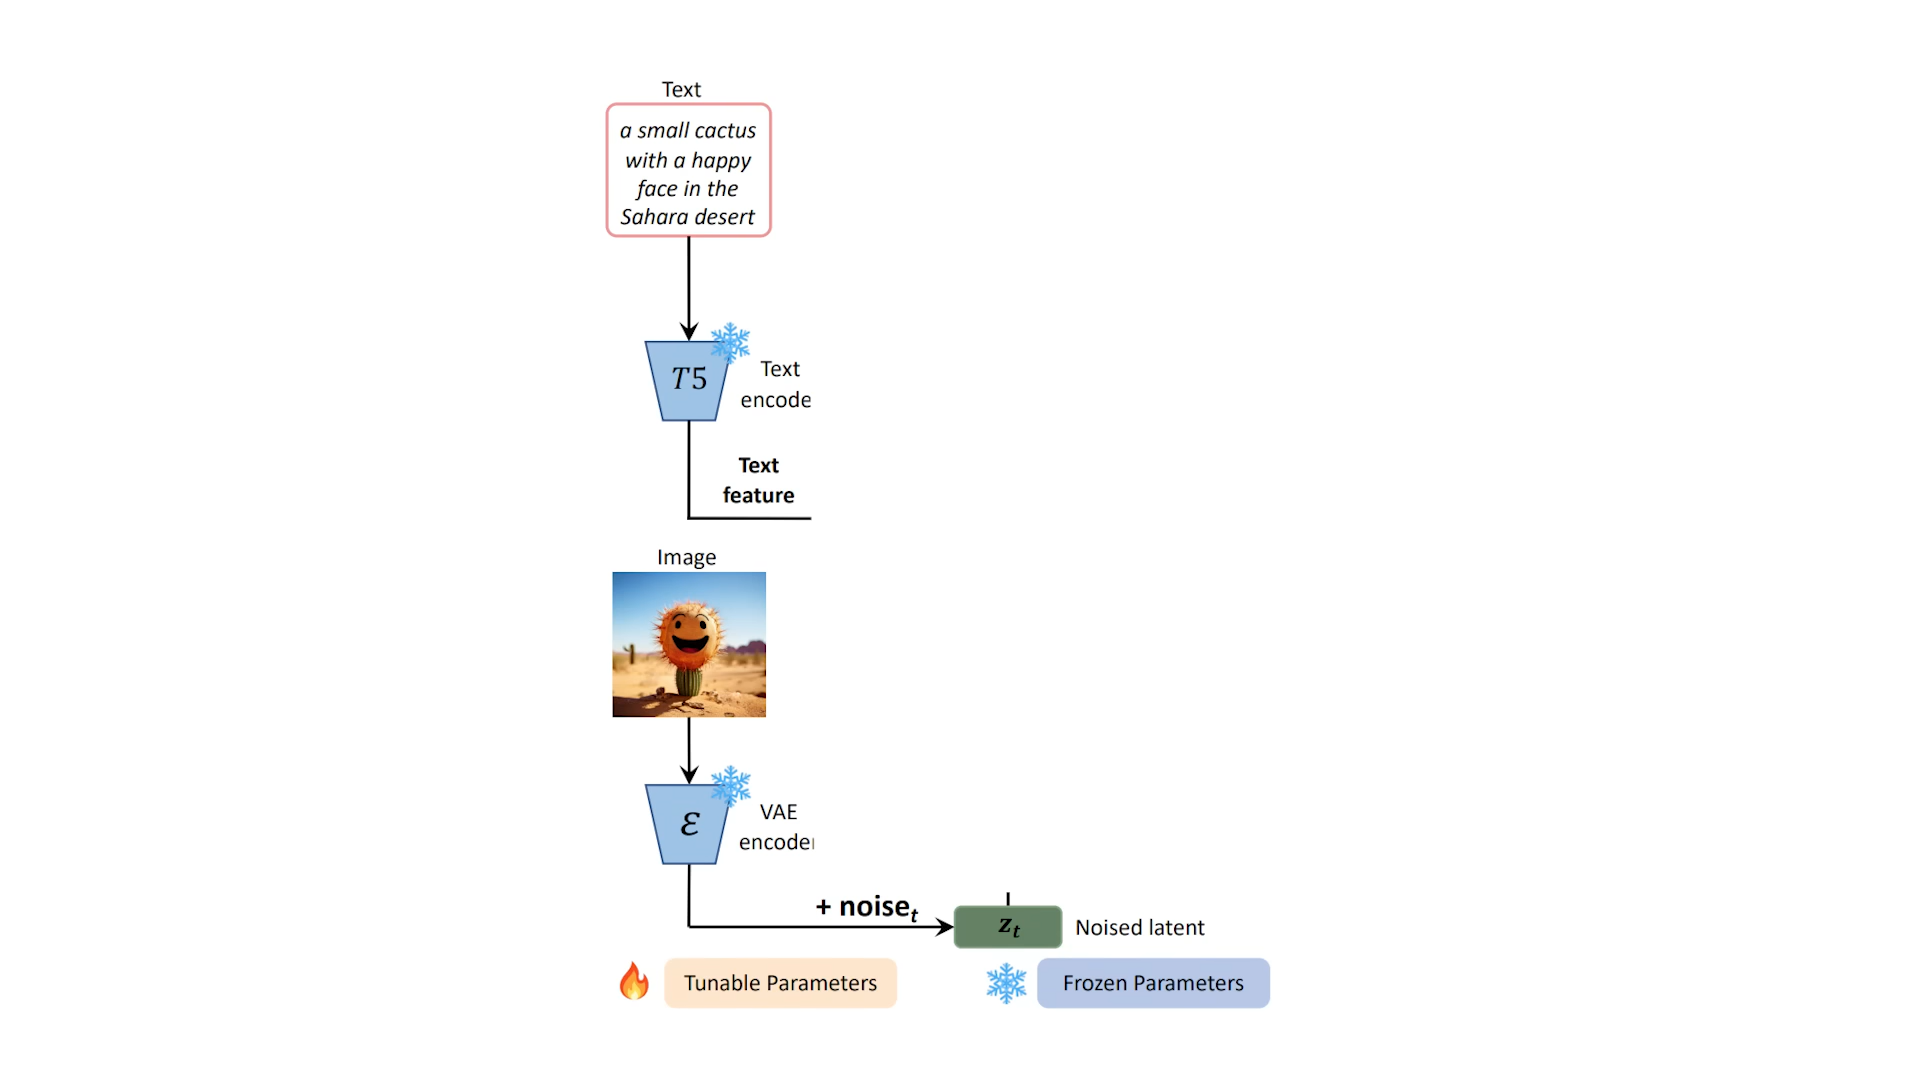 Text
a small cactus
with a happy
face in the
Sahara desert
T5
Text
encode
Text
feature
Image
ℰ
VAE
encoder
+ noise_t
z_t
Noised latent
Tunable Parameters
Frozen Parameters